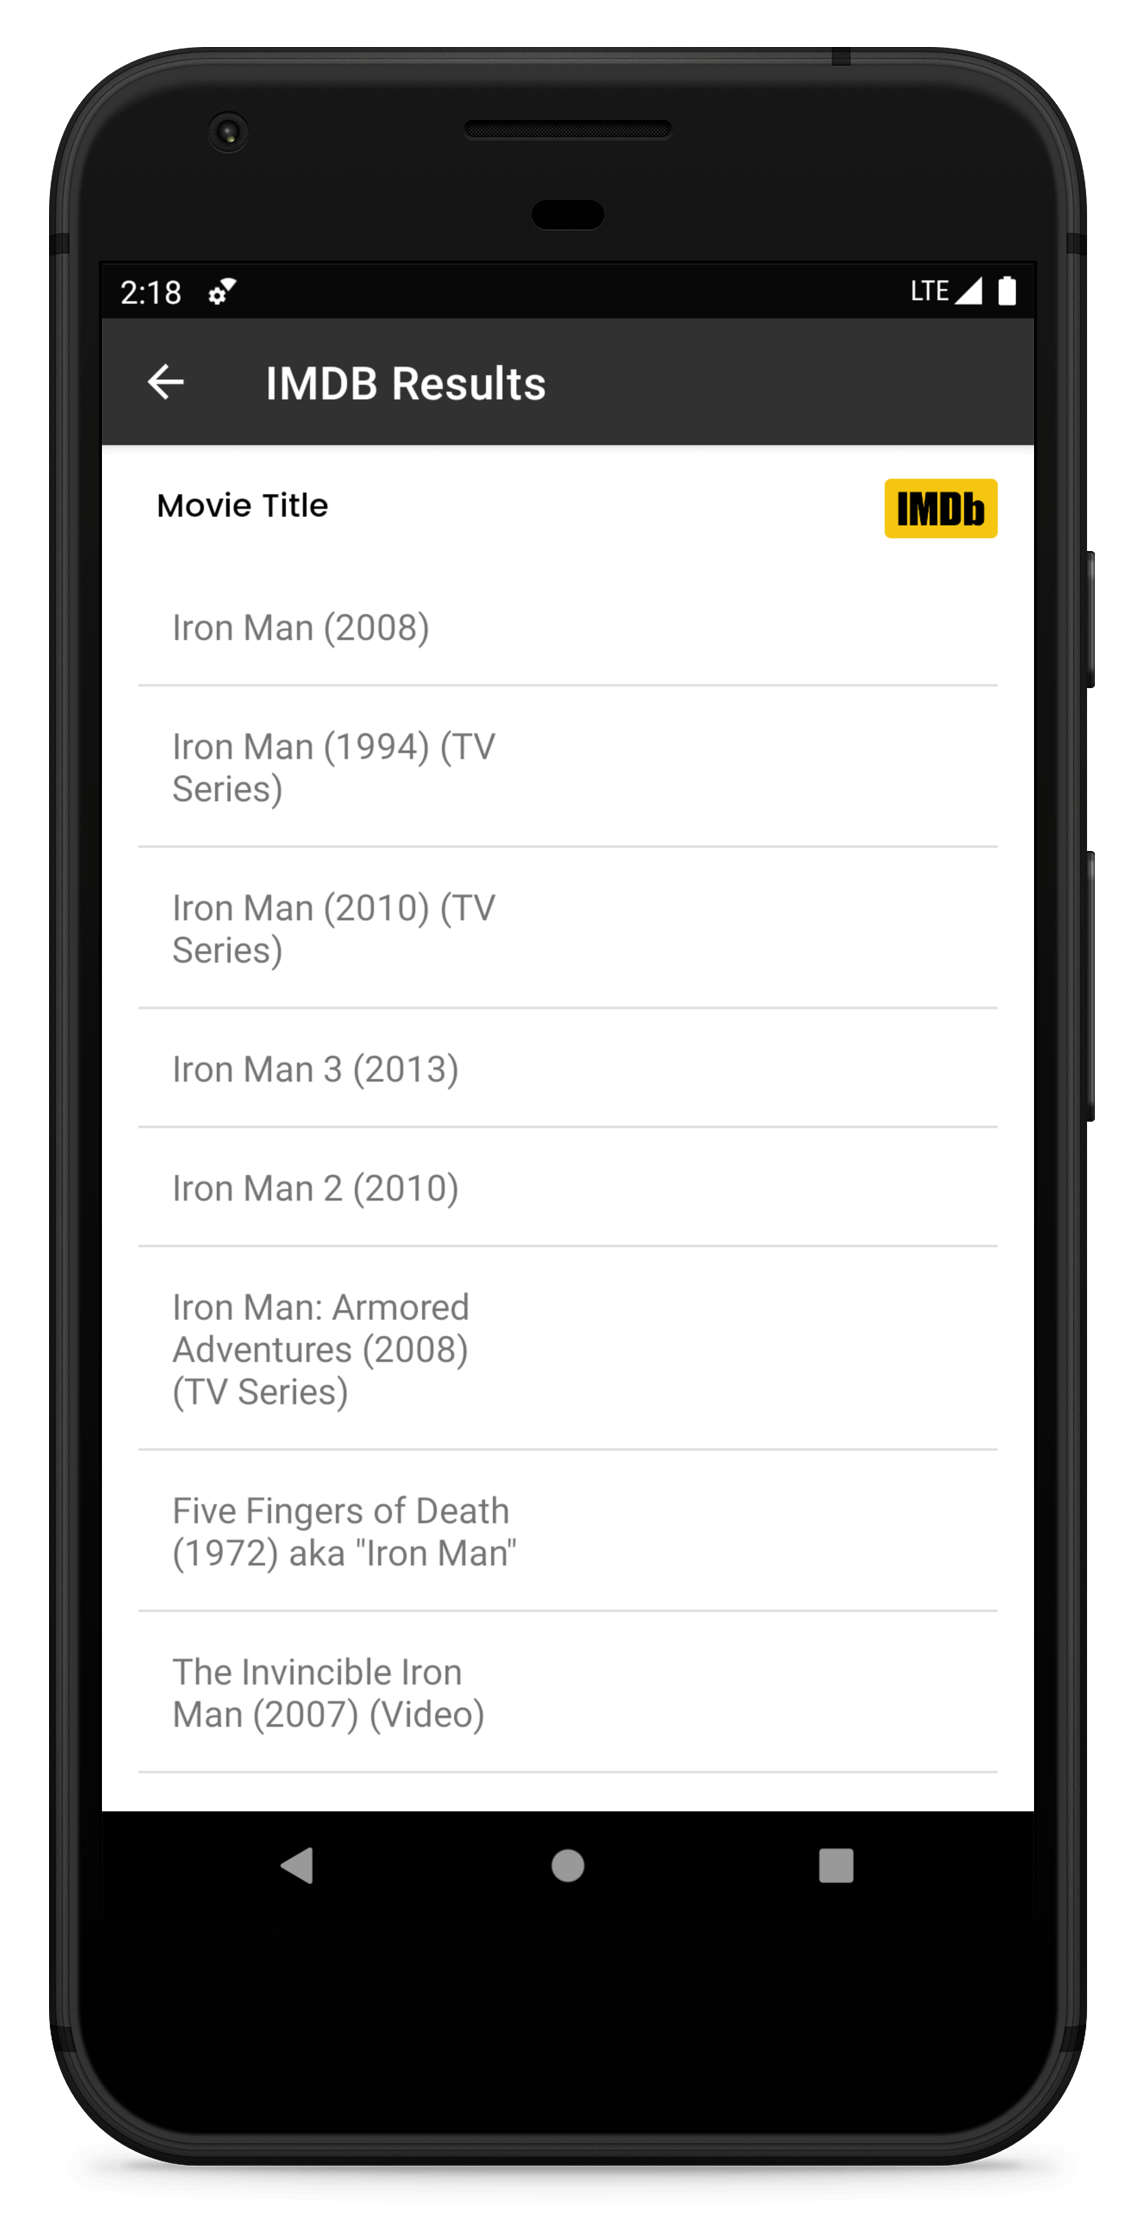 2:18
LTE
IMDB Results
Movie Title
IMDb
Iron Man (2008)
Iron Man (1994) (TV
Series)
Iron Man (2010) (TV
Series)
Iron Man 3 (2013)
Iron Man 2 (2010)
Iron Man: Armored
Adventures (2008)
(TV Series)
Five Fingers of Death
(1972) aka "Iron Man"
The Invincible Iron
Man (2007) (Video)